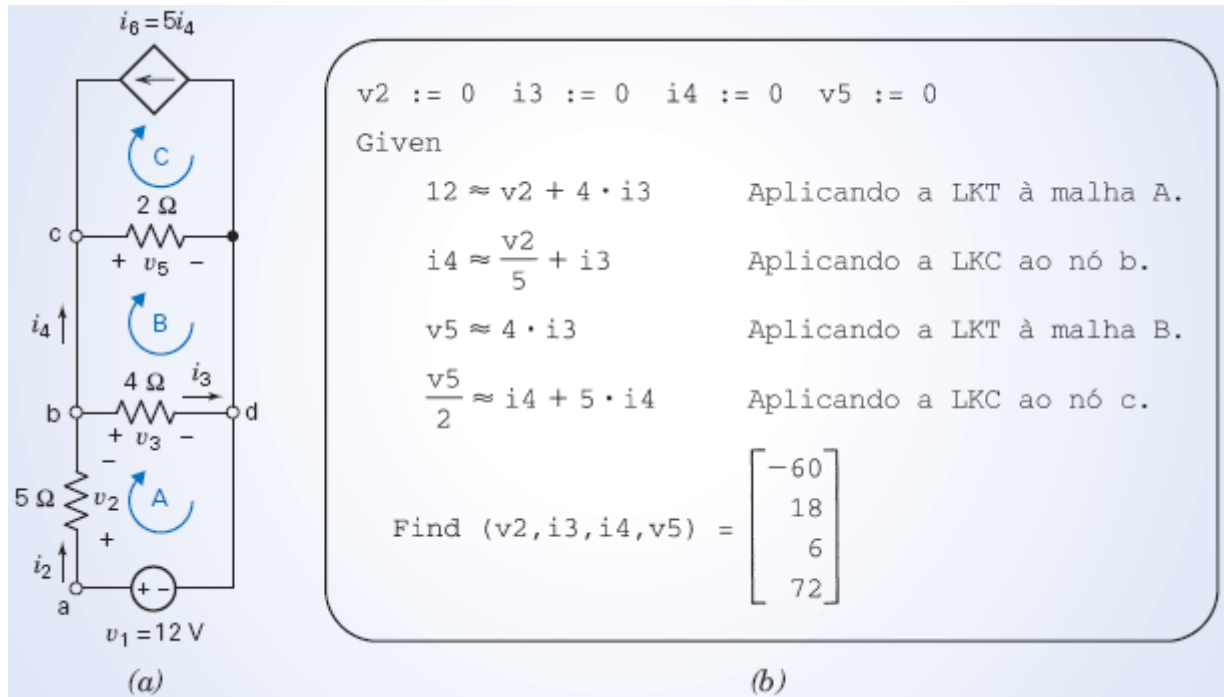 i₆ = 5i₄
C
2 Ω
c
+ v₅ −
i₄
B
4 Ω
i₃
b
d
+ v₃ −
−
5 Ω
v₂
A
+
i₂
a
+ −
v₁ = 12 V
(a)
v2 := 0 i3 := 0 i4 := 0 v5 := 0
Given
12 ≈ v2 + 4 · i3 Aplicando a LKT à malha A.
i4 ≈ v2/5 + i3 Aplicando a LKC ao nó b.
v5 ≈ 4 · i3 Aplicando a LKT à malha B.
v5/2 ≈ i4 + 5 · i4 Aplicando a LKC ao nó c.
−60
18
Find (v2,i3,i4,v5) =
6
72
(b)